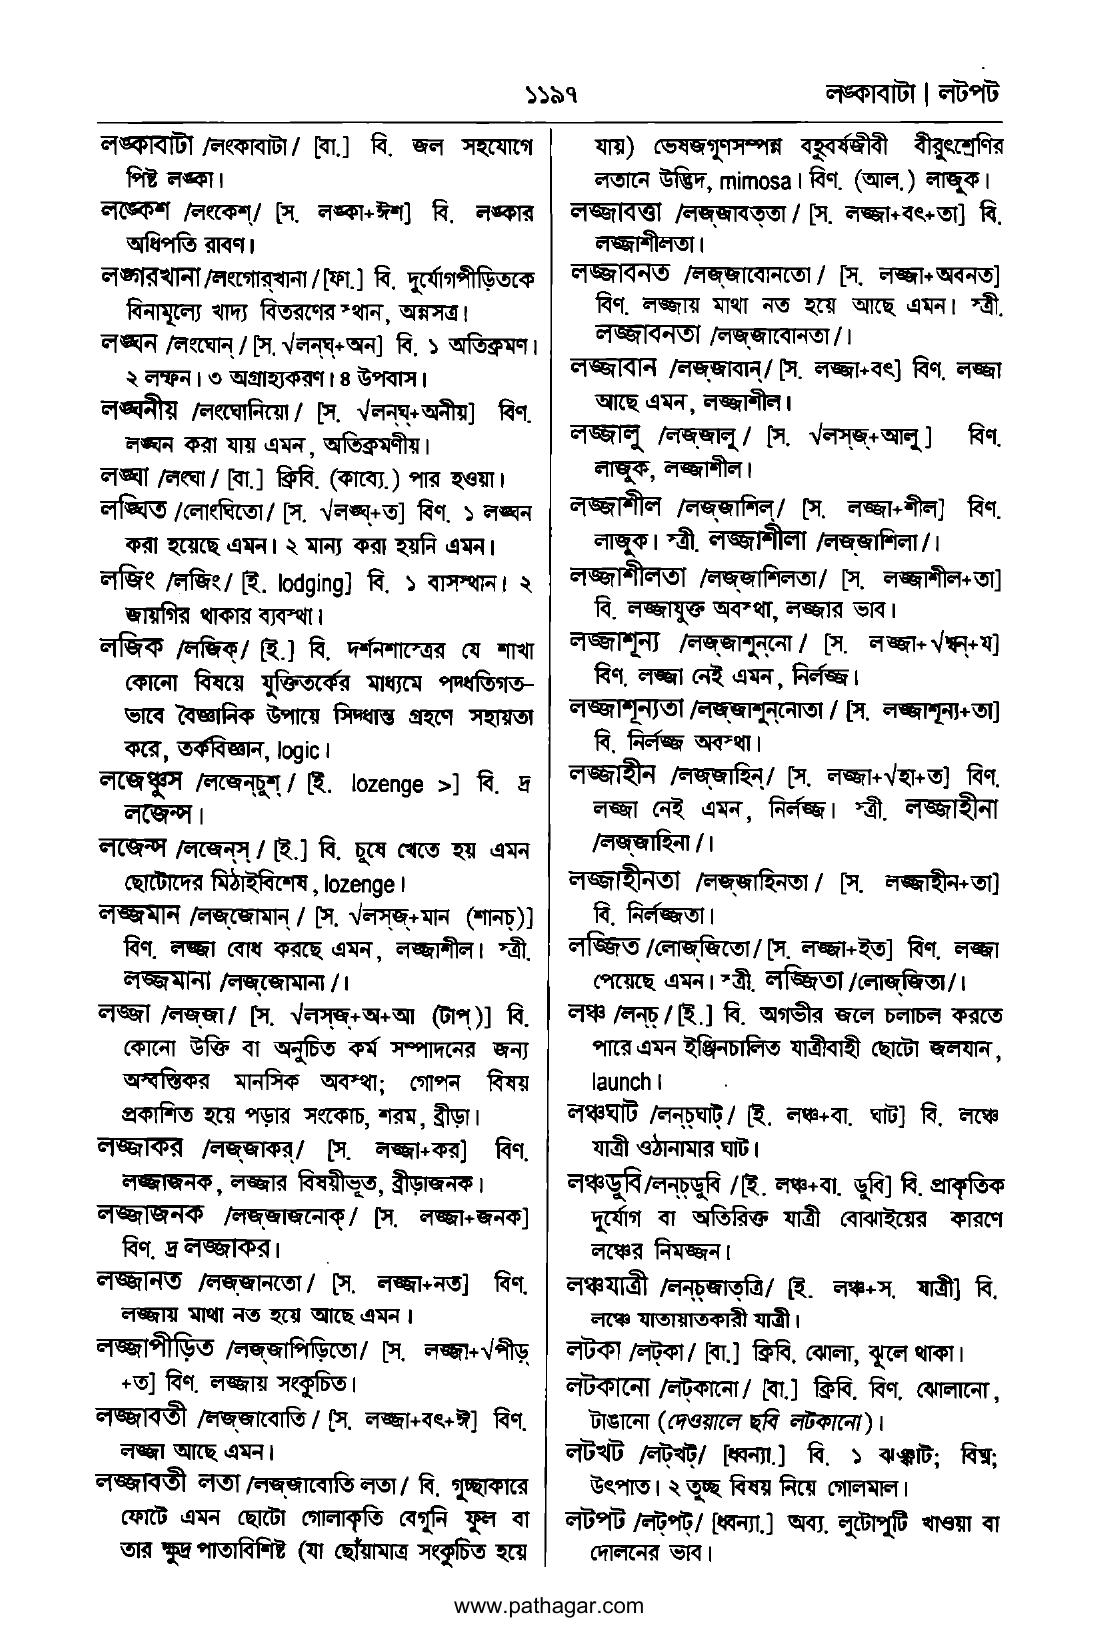 ১১৯৭
লঙ্কাবাটা | লটপট
লঙ্কাবাটা /লংকাবাটা/ [বা.] বি. জল সহযোগে
পিষ্ট লঙ্কা।
লঙ্কেশ /লংকেশ্/ [স. লঙ্কা+ঈশ] বি. লঙ্কার
অধিপতি রাবণ।
লঙ্গরখানা /লংগোর্‌খানা/ [ফা.] বি. দুর্যোগপীড়িতকে
বিনামূল্যে খাদ্য বিতরণের স্থান, অন্নসত্র।
লঙ্ঘন /লংঘোন্/ [স. √লন্‌ঘ্+অন] বি. ১ অতিক্রমণ।
২ লম্ফন। ৩ অগ্রাহ্যকরণ। ৪ উপবাস।
লঙ্ঘনীয় /লংঘোনিয়ো/ [স. √লন্‌ঘ্+অনীয়] বিণ.
লঙ্ঘন করা যায় এমন, অতিক্রমণীয়।
লঙ্ঘা /লংঘা/ [বা.] ক্রিবি. (কাব্যে.) পার হওয়া।
লঙ্ঘিত /লোংঘিতো/ [স. √লঙ্ঘ্+ত] বিণ. ১ লঙ্ঘন
করা হয়েছে এমন। ২ মান্য করা হয়নি এমন।
লজিং /লজিং/ [ই. lodging] বি. ১ বাসস্থান। ২
জায়গির থাকার ব্যবস্থা।
লজিক /লজিক্/ [ই.] বি. দর্শনশাস্ত্রের যে শাখা
কোনো বিষয়ে যুক্তিতর্কের মাধ্যমে পদ্ধতিগত-
ভাবে বৈজ্ঞানিক উপায়ে সিদ্ধান্ত গ্রহণে সহায়তা
করে, তর্কবিজ্ঞান, logic।
লজেঞ্চুস /লজেন্‌চুশ্/ [ই. lozenge >] বি. দ্র
লজেন্স।
লজেন্স /লজেন্‌স্/ [ই.] বি. চুষে খেতে হয় এমন
ছোটোদের মিঠাইবিশেষ, lozenge।
লজ্জমান /লজ্‌জোমান্/ [স. √লস্‌জ্+মান (শানচ্)]
বিণ. লজ্জা বোধ করছে এমন, লজ্জাশীল। স্ত্রী.
লজ্জমানা /লজ্‌জোমানা/।
লজ্জা /লজ্‌জা/ [স. √লস্‌জ্+অ+আ (টাপ্)] বি.
কোনো উক্তি বা অনুচিত কর্ম সম্পাদনের জন্য
অস্বস্তিকর মানসিক অবস্থা; গোপন বিষয়
প্রকাশিত হয়ে পড়ার সংকোচ, শরম, ব্রীড়া।
লজ্জাকর /লজ্‌জাকর্/ [স. লজ্জা+কর] বিণ.
লজ্জাজনক, লজ্জার বিষয়ীভূত, ব্রীড়াজনক।
লজ্জাজনক /লজ্‌জাজনোক্/ [স. লজ্জা+জনক]
বিণ. দ্র লজ্জাকর।
লজ্জানত /লজ্‌জানতো/ [স. লজ্জা+নত] বিণ.
লজ্জায় মাথা নত হয়ে আছে এমন।
লজ্জাপীড়িত /লজ্‌জাপিড়িতো/ [স. লজ্জা+√পীড়্
+ত] বিণ. লজ্জায় সংকুচিত।
লজ্জাবতী /লজ্‌জাবোতি/ [স. লজ্জা+বৎ+ঈ] বিণ.
লজ্জা আছে এমন।
লজ্জাবতী লতা /লজ্‌জাবোতি লতা/ বি. গুচ্ছাকারে
ফোটে এমন ছোটো গোলাকৃতি বেগুনি ফুল বা
তার ক্ষুদ্র পাতাবিশিষ্ট (যা ছোঁয়ামাত্র সংকুচিত হয়ে
যায়) ভেষজগুণসম্পন্ন বহুবর্ষজীবী বীরুৎশ্রেণির
লতানে উদ্ভিদ, mimosa। বিণ. (আল.) লাজুক।
লজ্জাবত্তা /লজ্‌জাবত্‌তা/ [স. লজ্জা+বৎ+তা] বি.
লজ্জাশীলতা।
লজ্জাবনত /লজ্‌জাবোনতো/ [স. লজ্জা+অবনত]
বিণ. লজ্জায় মাথা নত হয়ে আছে এমন। স্ত্রী.
লজ্জাবনতা /লজ্‌জাবোনতা/।
লজ্জাবান /লজ্‌জাবান্/ [স. লজ্জা+বৎ] বিণ. লজ্জা
আছে এমন, লজ্জাশীল।
লজ্জালু /লজ্‌জালু/ [স. √লস্‌জ্+আলু] বিণ.
লাজুক, লজ্জাশীল।
লজ্জাশীল /লজ্‌জাশিল্/ [স. লজ্জা+শীল] বিণ.
লাজুক। স্ত্রী. লজ্জাশীলা /লজ্‌জাশিলা/।
লজ্জাশীলতা /লজ্‌জাশিলতা/ [স. লজ্জাশীল+তা]
বি. লজ্জাযুক্ত অবস্থা, লজ্জার ভাব।
লজ্জাশূন্য /লজ্‌জাশুন্‌নো/ [স. লজ্জা+√শ্বন্+য]
বিণ. লজ্জা নেই এমন, নির্লজ্জ।
লজ্জাশূন্যতা /লজ্‌জাশুন্‌নোতা/ [স. লজ্জাশূন্য+তা]
বি. নির্লজ্জ অবস্থা।
লজ্জাহীন /লজ্‌জাহিন্/ [স. লজ্জা+√হা+ত] বিণ.
লজ্জা নেই এমন, নির্লজ্জ। স্ত্রী. লজ্জাহীনা
/লজ্‌জাহিনা/।
লজ্জাহীনতা /লজ্‌জাহিনতা/ [স. লজ্জাহীন+তা]
বি. নির্লজ্জতা।
লজ্জিত /লোজ্‌জিতো/ [স. লজ্জা+ইত] বিণ. লজ্জা
পেয়েছে এমন। স্ত্রী. লজ্জিতা /লোজ্‌জিতা/।
লঞ্চ /লন্‌চ্/ [ই.] বি. অগভীর জলে চলাচল করতে
পারে এমন ইঞ্জিনচালিত যাত্রীবাহী ছোটো জলযান,
launch।
লঞ্চঘাট /লন্‌চ্‌ঘাট্/ [ই. লঞ্চ+বা. ঘাট] বি. লঞ্চে
যাত্রী ওঠানামার ঘাট।
লঞ্চডুবি /লন্‌চ্‌ডুবি/ [ই. লঞ্চ+বা. ডুবি] বি. প্রাকৃতিক
দুর্যোগ বা অতিরিক্ত যাত্রী বোঝাইয়ের কারণে
লঞ্চের নিমজ্জন।
লঞ্চযাত্রী /লন্‌চ্‌জাত্‌ত্রি/ [ই. লঞ্চ+স. যাত্রী] বি.
লঞ্চে যাতায়াতকারী যাত্রী।
লটকা /লট্‌কা/ [বা.] ক্রিবি. ঝোলা, ঝুলে থাকা।
লটকানো /লট্‌কানো/ [বা.] ক্রিবি. বিণ. ঝোলানো,
টাঙানো (দেওয়ালে ছবি লটকানো)।
লটখট /লট্‌খট্/ [ধ্বন্যা.] বি. ১ ঝঞ্ঝাট; বিঘ্ন;
উৎপাত। ২ তুচ্ছ বিষয় নিয়ে গোলমাল।
লটপট /লট্‌পট্/ [ধ্বন্যা.] অব্য. লুটোপুটি খাওয়া বা
দোলনের ভাব।
www.pathagar.com